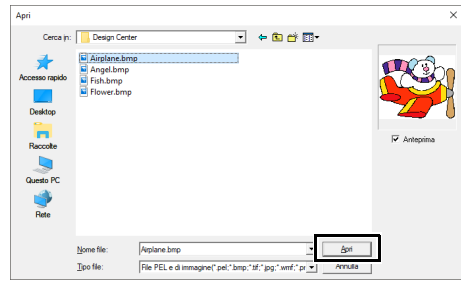 Apri
Cerca in:
Design Center
Accesso rapido
Desktop
Raccolte
Questo PC
Rete
Airplane.bmp
Angel.bmp
Fish.bmp
Flower.bmp
Anteprima
Nome file:
Airplane.bmp
Apri
Tipo file:
File PEL e di immagine(*.pel;*.bmp;*.tif;*.jpg;*.wmf;*.pr
Annulla